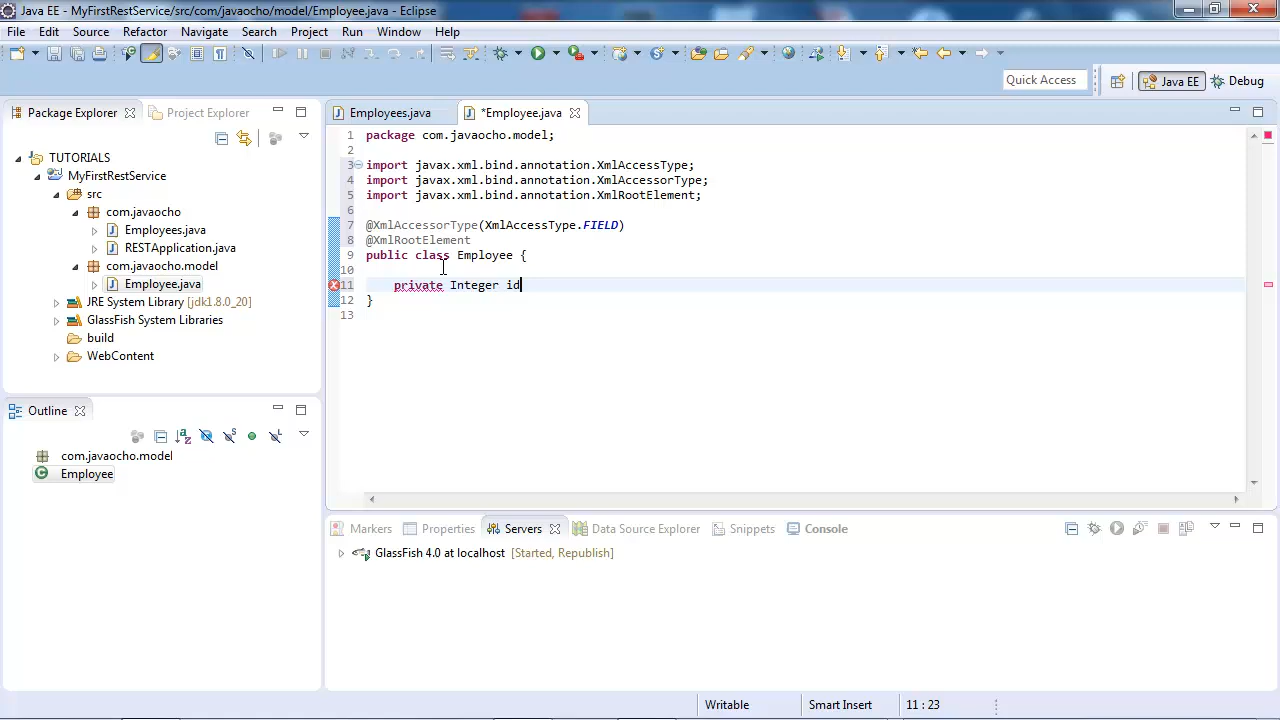 Java EE - MyFirstRestService/src/com/javaocho/model/Employee.java - Eclipse
File Edit Source Refactor Navigate Search Project Run Window Help
Quick Access Java EE Debug
Package Explorer Project Explorer
TUTORIALS
MyFirstRestService
src
com.javaocho
Employees.java
RESTApplication.java
com.javaocho.model
Employee.java
JRE System Library [jdk1.8.0_20]
GlassFish System Libraries
build
WebContent
Outline
com.javaocho.model
Employee
Employees.java *Employee.java
1 package com.javaocho.model;
2
3 import javax.xml.bind.annotation.XmlAccessType;
4 import javax.xml.bind.annotation.XmlAccessorType;
5 import javax.xml.bind.annotation.XmlRootElement;
6
7 @XmlAccessorType(XmlAccessType.FIELD)
8 @XmlRootElement
9 public class Employee {
10
11 private Integer id
12 }
13
Markers Properties Servers Data Source Explorer Snippets Console
GlassFish 4.0 at localhost [Started, Republish]
Writable Smart Insert 11 : 23